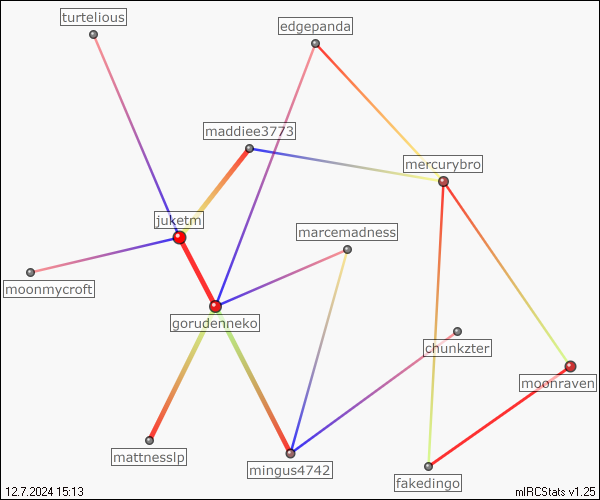 turtelious
edgepanda
maddiee3773
mercurybro
juketm
marcemadness
moonmycroft
gorudenneko
chunkzter
moonraven
mattnesslp
mingus4742
fakedingo
12.7.2024 15:13
mIRCStats v1.25